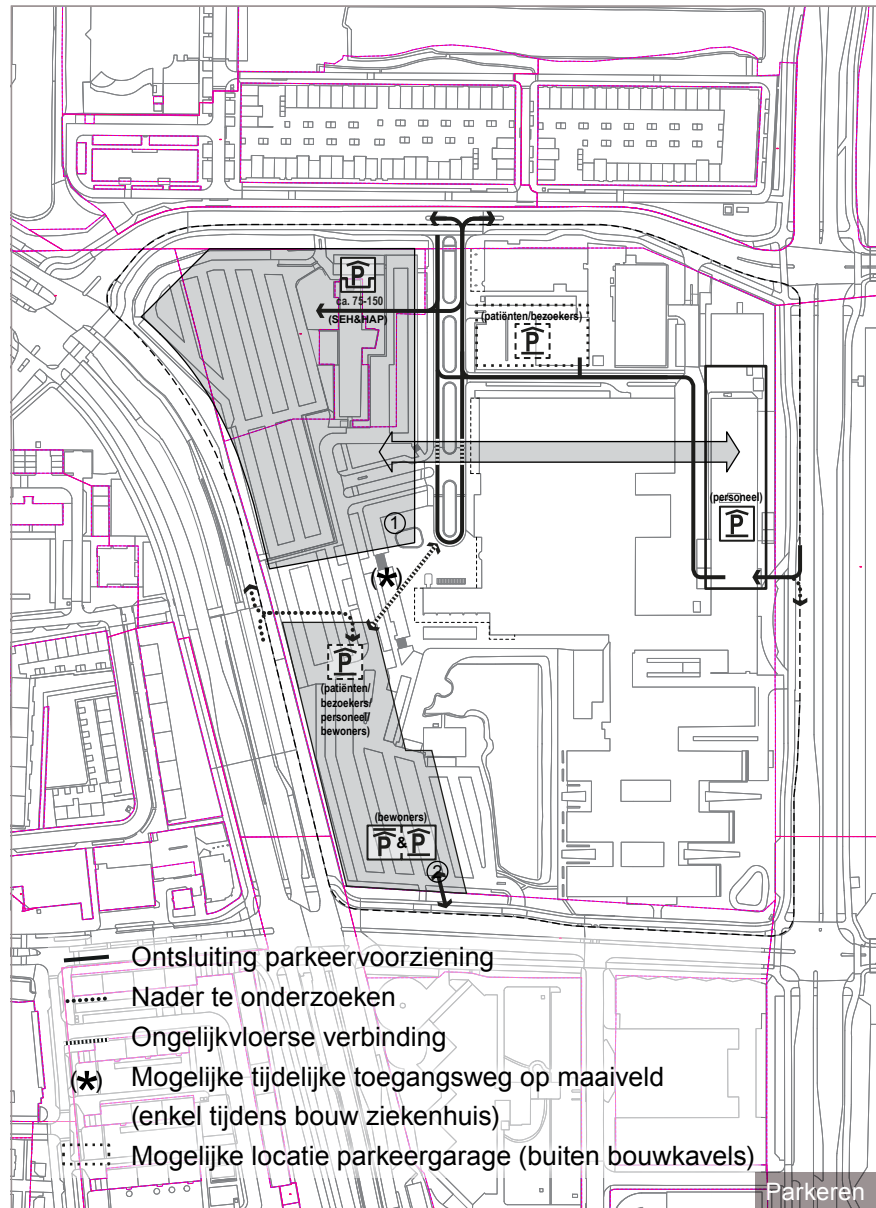 P
ca. 75-150
(SEH&HAP)
(patiënten/bezoekers)
P
(personeel)
P
1
(*)
P
(patiënten/
bezoekers/
personeel/
bewoners)
(bewoners)
P & P
2
Ontsluiting parkeervoorziening
Nader te onderzoeken
Ongelijkvloerse verbinding
(*) Mogelijke tijdelijke toegangsweg op maaiveld
(enkel tijdens bouw ziekenhuis)
Mogelijke locatie parkeergarage (buiten bouwkavels)
Parkeren